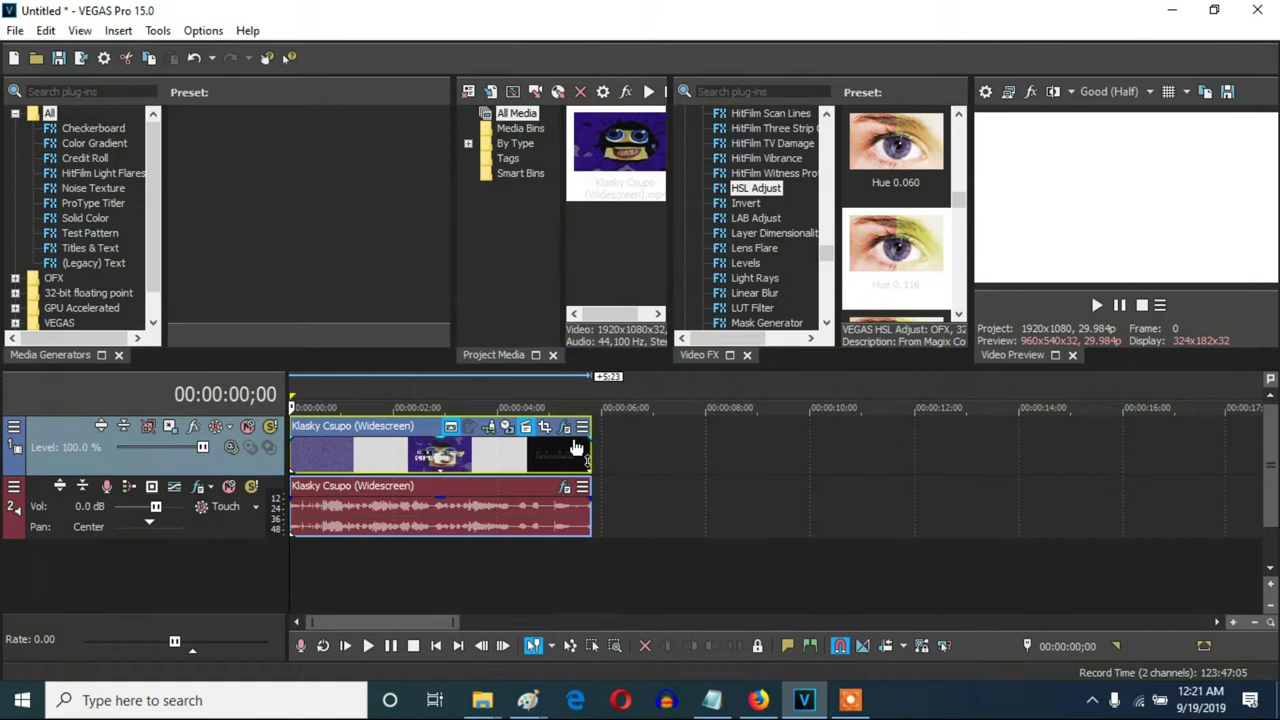 Untitled * - VEGAS Pro 15.0
File Edit View Insert Tools Options Help
Search plug-ins
Preset:
All
Checkerboard
Color Gradient
Credit Roll
HitFilm Light Flares
Noise Texture
ProType Titler
Solid Color
Test Pattern
Titles & Text
(Legacy) Text
OFX
32-bit floating point
GPU Accelerated
VEGAS
Media Generators
All Media
Media Bins
By Type
Tags
Smart Bins
Klasky Csupo
(Widescreen).mp
Video: 1920x1080x32,
Audio: 44,100 Hz, Stere
Project Media
Search plug-ins
HitFilm Scan Lines
HitFilm Three Strip C
HitFilm TV Damage
HitFilm Vibrance
HitFilm Witness Pro
HSL Adjust
Invert
LAB Adjust
Layer Dimensionalit
Lens Flare
Levels
Light Rays
Linear Blur
LUT Filter
Mask Generator
Video FX
Preset:
Hue 0.060
Hue 0.116
VEGAS HSL Adjust: OFX, 32
Description: From Magix Co
Good (Half)
Project: 1920x1080, 29.984p
Frame: 0
Preview: 960x540x32, 29.984p
Display: 324x182x32
Video Preview
00:00:00;00
+5:23
00:00:00;00
00:00:02;00
00:00:04;00
00:00:06;00
00:00:08;00
00:00:10;00
00:00:12;00
00:00:14;00
00:00:16;00
00:00:17;
1
Level: 100.0 %
Klasky Csupo (Widescreen)
2
Vol: 0.0 dB
Touch
Pan: Center
12
24
36
48
Klasky Csupo (Widescreen)
Rate: 0.00
00:00:00;00
Record Time (2 channels): 123:47:05
Type here to search
12:21 AM
9/19/2019